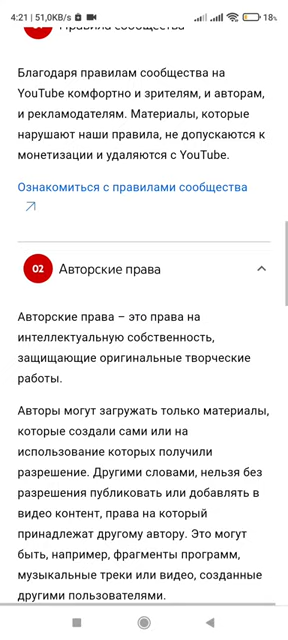 4:21 | 51,0KB/s
18%
Правила сообщества
Благодаря правилам сообщества на
YouTube комфортно и зрителям, и авторам,
и рекламодателям. Материалы, которые
нарушают наши правила, не допускаются к
монетизации и удаляются с YouTube.
Ознакомиться с правилами сообщества
02 Авторские права
Авторские права – это права на
интеллектуальную собственность,
защищающие оригинальные творческие
работы.
Авторы могут загружать только материалы,
которые создали сами или на
использование которых получили
разрешение. Другими словами, нельзя без
разрешения публиковать или добавлять в
видео контент, права на который
принадлежат другому автору. Это могут
быть, например, фрагменты программ,
музыкальные треки или видео, созданные
другими пользователями.